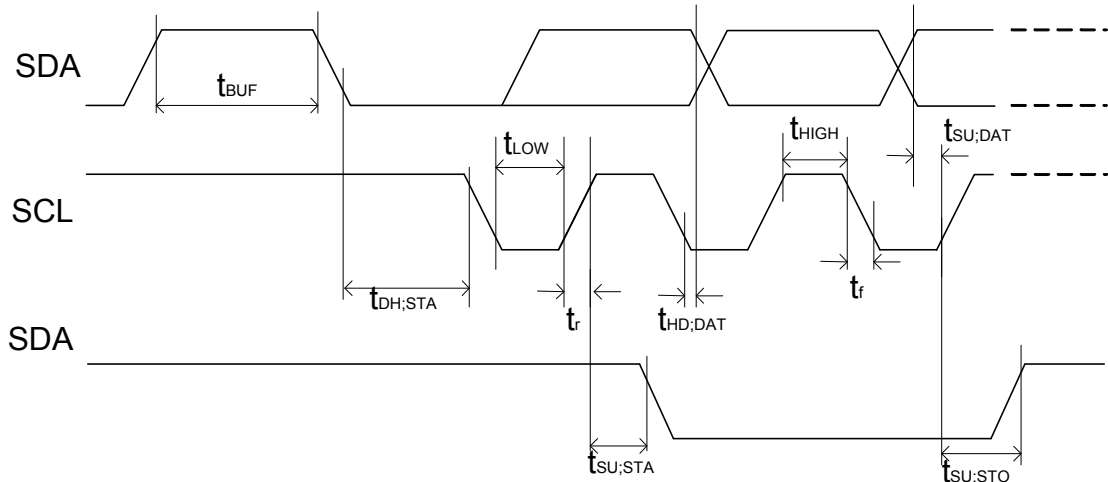 SDA
tBUF
tLOW
tHIGH
tSU;DAT
SCL
tDH;STA
tr
tHD;DAT
tf
SDA
tSU;STA
tSU;STO